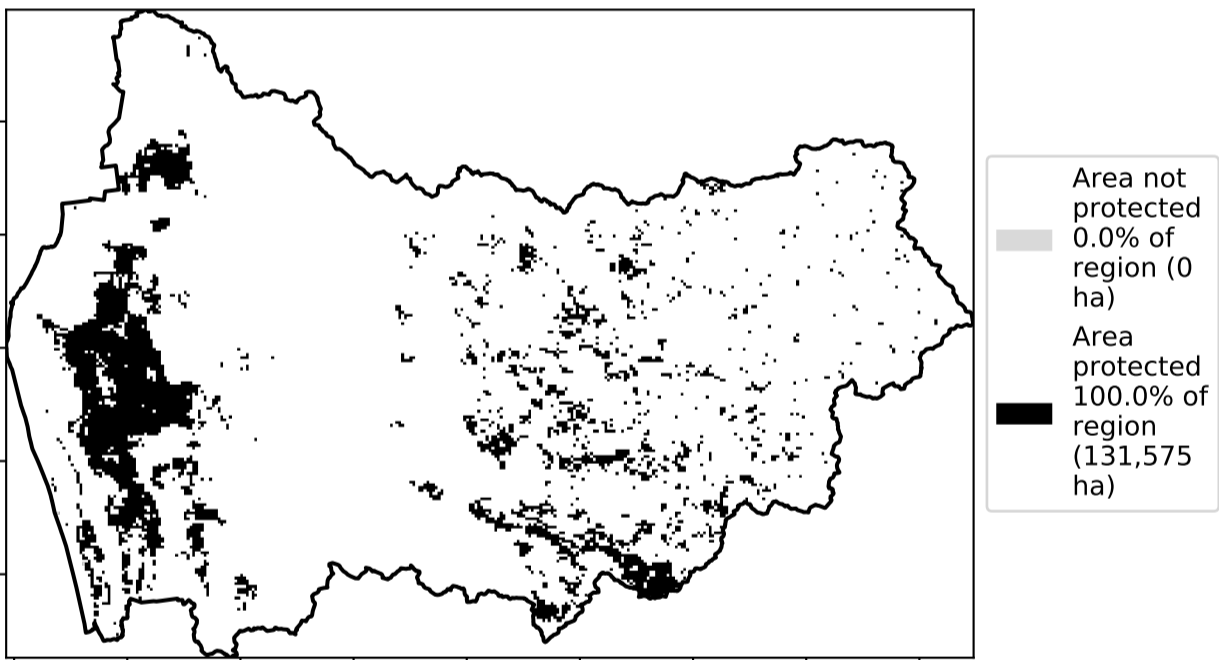 Area not
protected
0.0% of
region (0
ha)
Area
protected
100.0% of
region
(131,575
ha)